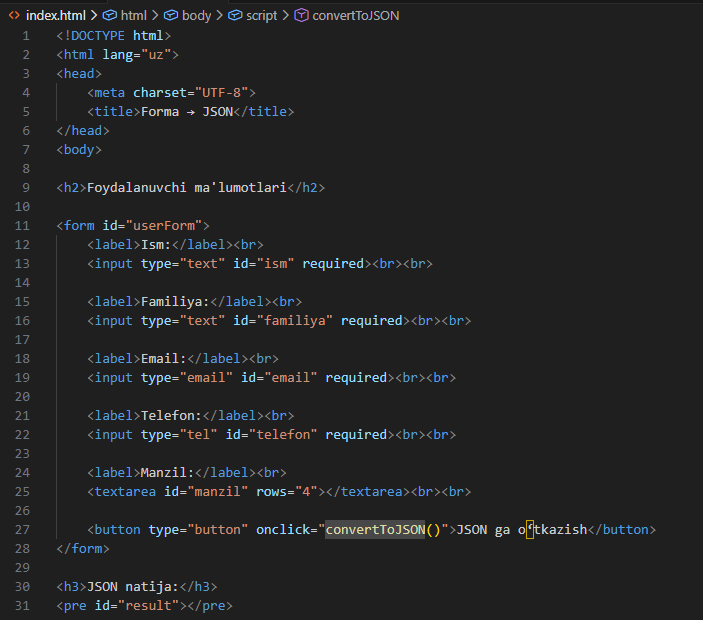 index.html > html > body > script > convertToJSON
1 <!DOCTYPE html>
2 <html lang="uz">
3 <head>
4     <meta charset="UTF-8">
5     <title>Forma → JSON</title>
6 </head>
7 <body>
8
9 <h2>Foydalanuvchi ma'lumotlari</h2>
10
11 <form id="userForm">
12     <label>Ism:</label><br>
13     <input type="text" id="ism" required><br><br>
14
15     <label>Familiya:</label><br>
16     <input type="text" id="familiya" required><br><br>
17
18     <label>Email:</label><br>
19     <input type="email" id="email" required><br><br>
20
21     <label>Telefon:</label><br>
22     <input type="tel" id="telefon" required><br><br>
23
24     <label>Manzil:</label><br>
25     <textarea id="manzil" rows="4"></textarea><br><br>
26
27     <button type="button" onclick="convertToJSON()">JSON ga o‘tkazish</button>
28 </form>
29
30 <h3>JSON natija:</h3>
31 <pre id="result"></pre>